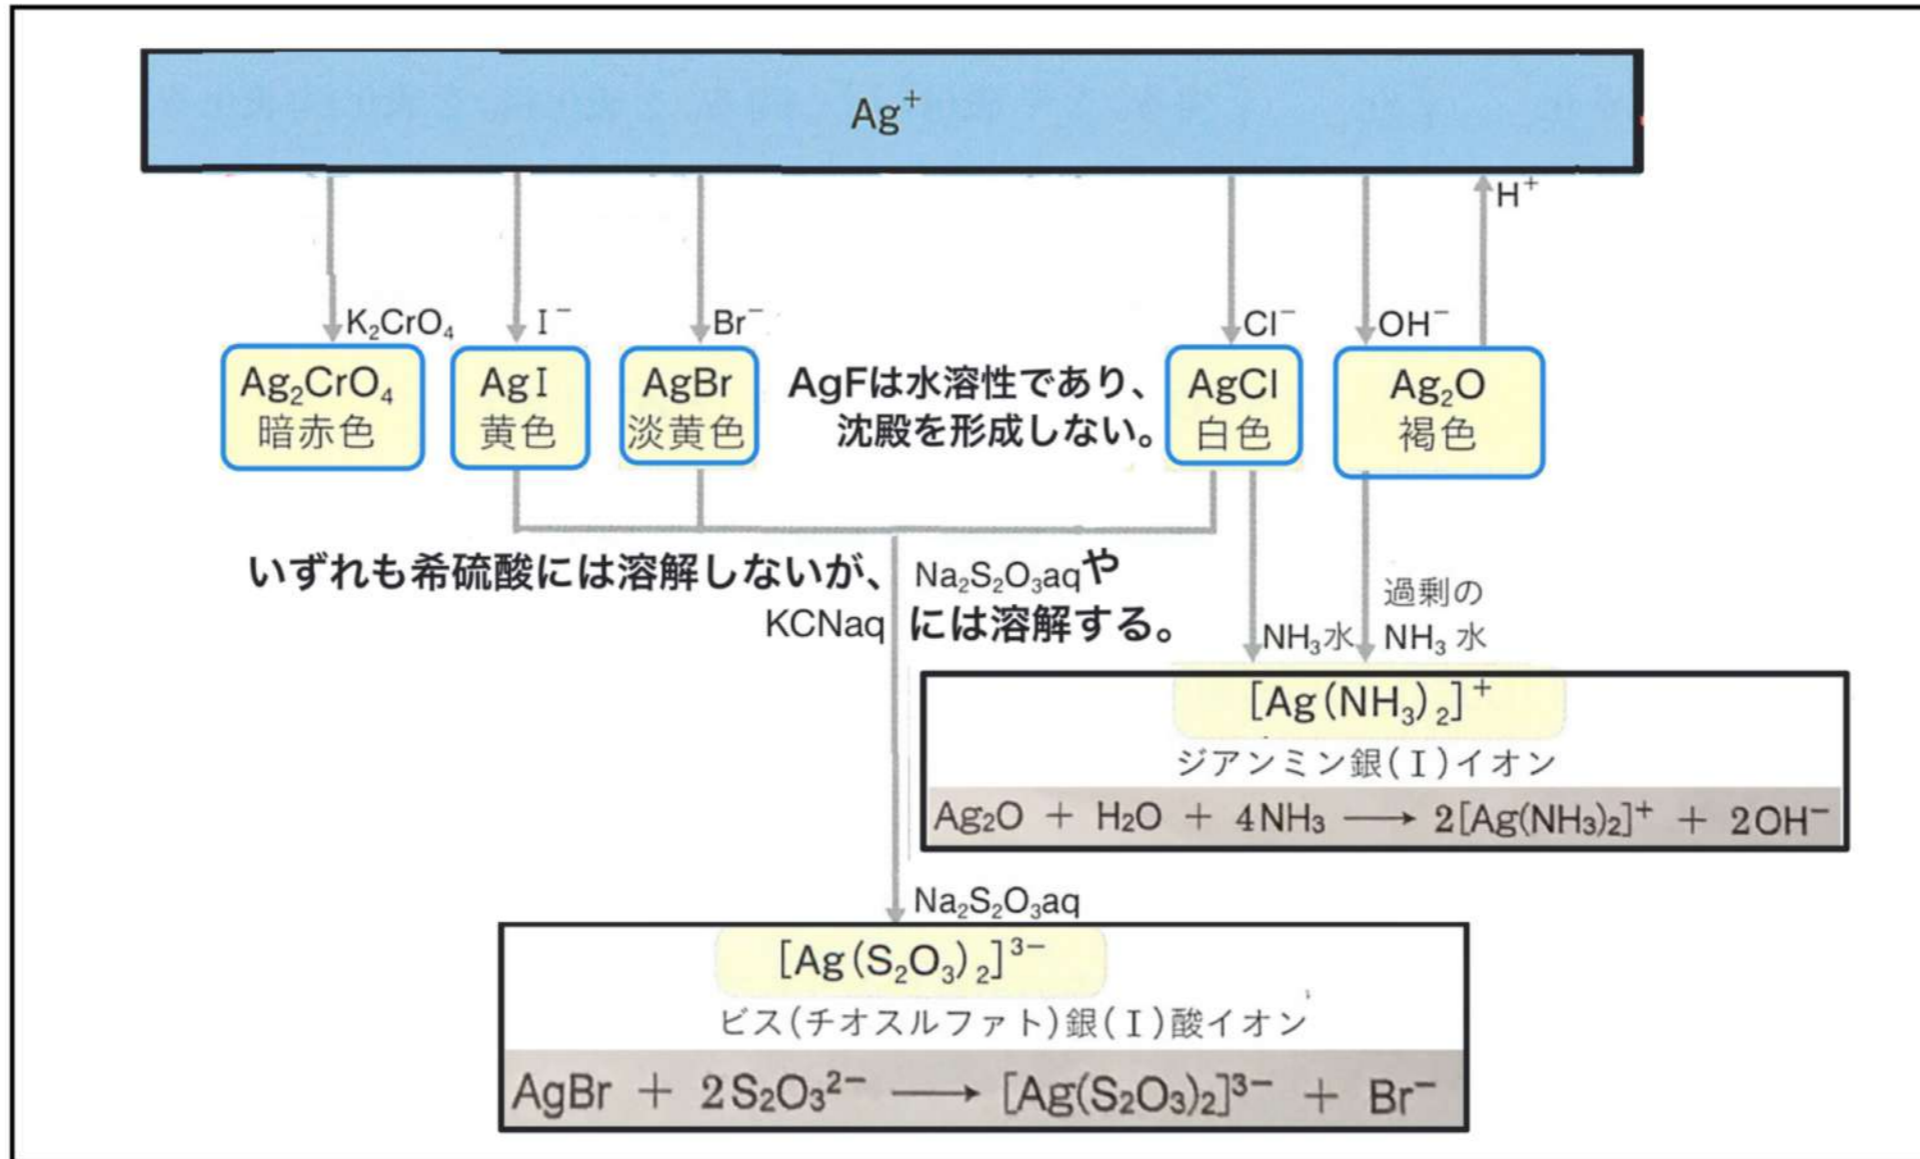 Ag⁺
H⁺
K₂CrO₄
I⁻
Br⁻
Cl⁻
OH⁻
Ag₂CrO₄
暗赤色
AgI
黄色
AgBr
淡黄色
AgFは水溶性であり、
沈殿を形成しない。
AgCl
白色
Ag₂O
褐色
いずれも希硫酸には溶解しないが、Na₂S₂O₃aqや
KCNaq には溶解する。
NH₃水
過剰の
NH₃水
[Ag(NH₃)₂]⁺
ジアンミン銀(Ⅰ)イオン
Ag₂O + H₂O + 4NH₃ ⟶ 2[Ag(NH₃)₂]⁺ + 2OH⁻
Na₂S₂O₃aq
[Ag(S₂O₃)₂]³⁻
ビス(チオスルファト)銀(Ⅰ)酸イオン
AgBr + 2S₂O₃²⁻ ⟶ [Ag(S₂O₃)₂]³⁻ + Br⁻